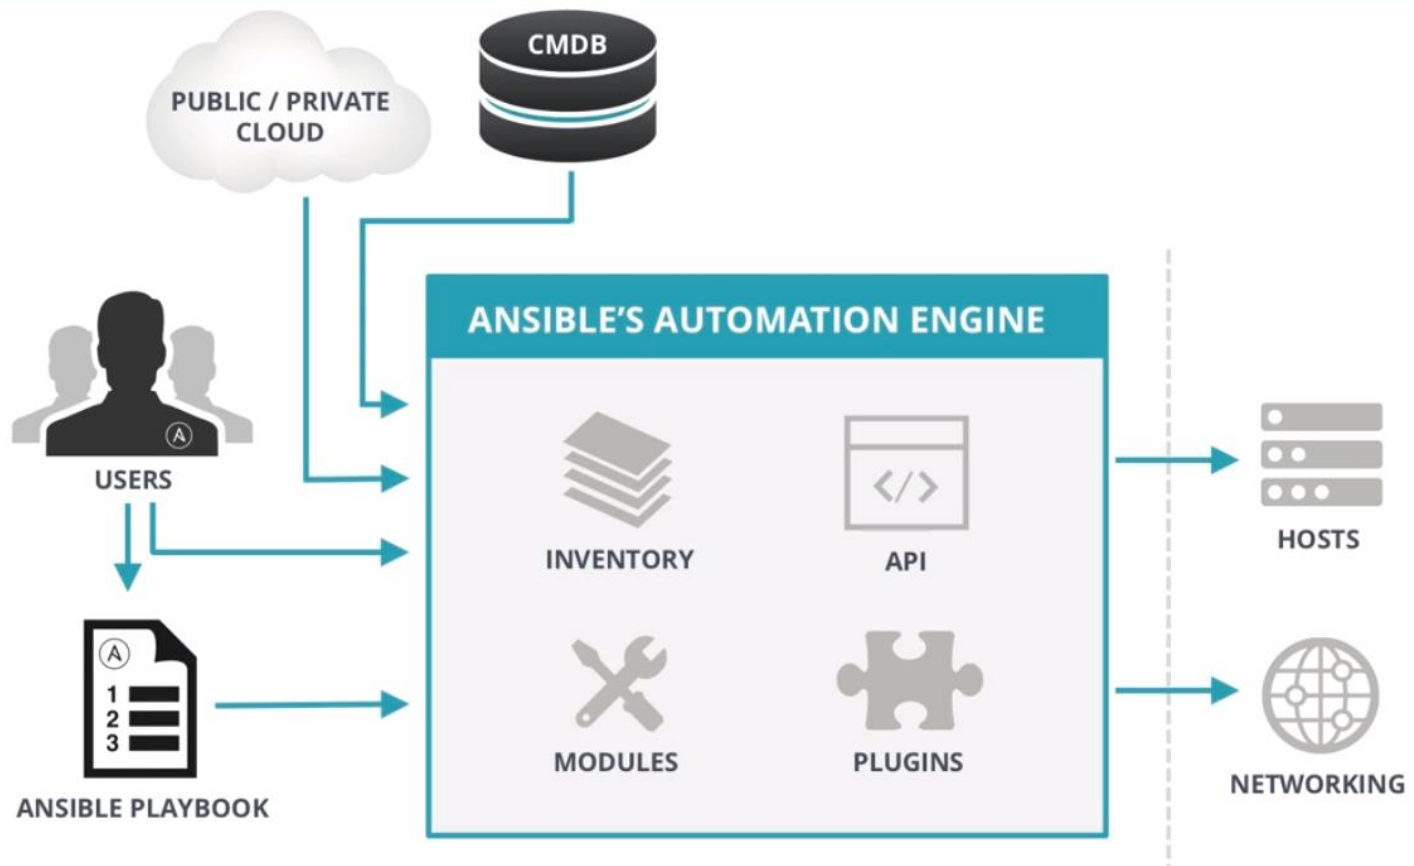 PUBLIC / PRIVATE
CLOUD
CMDB
ANSIBLE'S AUTOMATION ENGINE
USERS
INVENTORY
API
HOSTS
A
A
1
2
3
MODULES
PLUGINS
NETWORKING
ANSIBLE PLAYBOOK